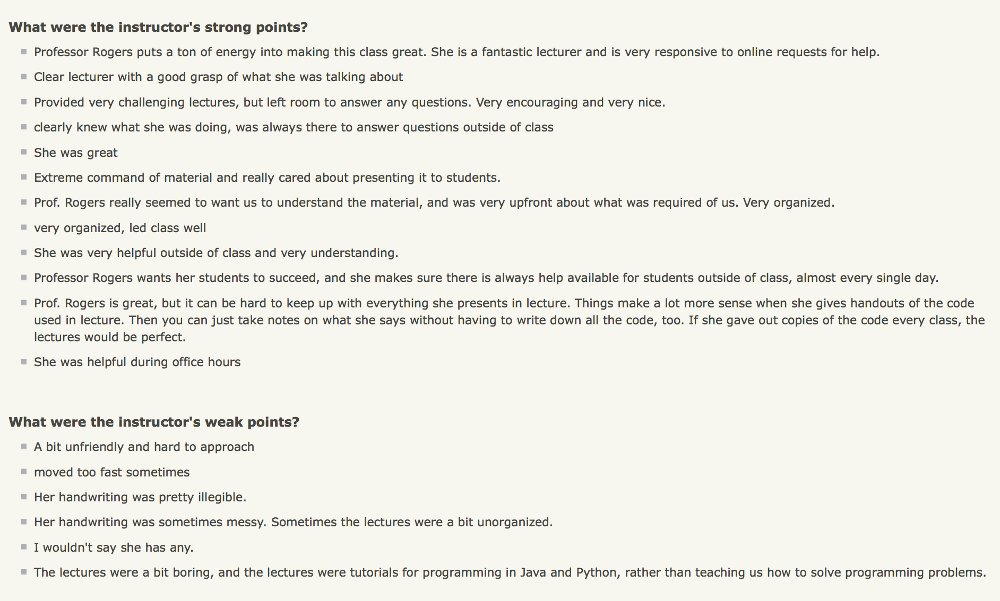 What were the instructor's strong points?
Professor Rogers puts a ton of energy into making this class great. She is a fantastic lecturer and is very responsive to online requests for help.
Clear lecturer with a good grasp of what she was talking about
Provided very challenging lectures, but left room to answer any questions. Very encouraging and very nice.
clearly knew what she was doing, was always there to answer questions outside of class
She was great
Extreme command of material and really cared about presenting it to students.
Prof. Rogers really seemed to want us to understand the material, and was very upfront about what was required of us. Very organized.
very organized, led class well
She was very helpful outside of class and very understanding.
Professor Rogers wants her students to succeed, and she makes sure there is always help available for students outside of class, almost every single day.
Prof. Rogers is great, but it can be hard to keep up with everything she presents in lecture. Things make a lot more sense when she gives handouts of the code
used in lecture. Then you can just take notes on what she says without having to write down all the code, too. If she gave out copies of the code every class, the
lectures would be perfect.
She was helpful during office hours
What were the instructor's weak points?
A bit unfriendly and hard to approach
moved too fast sometimes
Her handwriting was pretty illegible.
Her handwriting was sometimes messy. Sometimes the lectures were a bit unorganized.
I wouldn't say she has any.
The lectures were a bit boring, and the lectures were tutorials for programming in Java and Python, rather than teaching us how to solve programming problems.